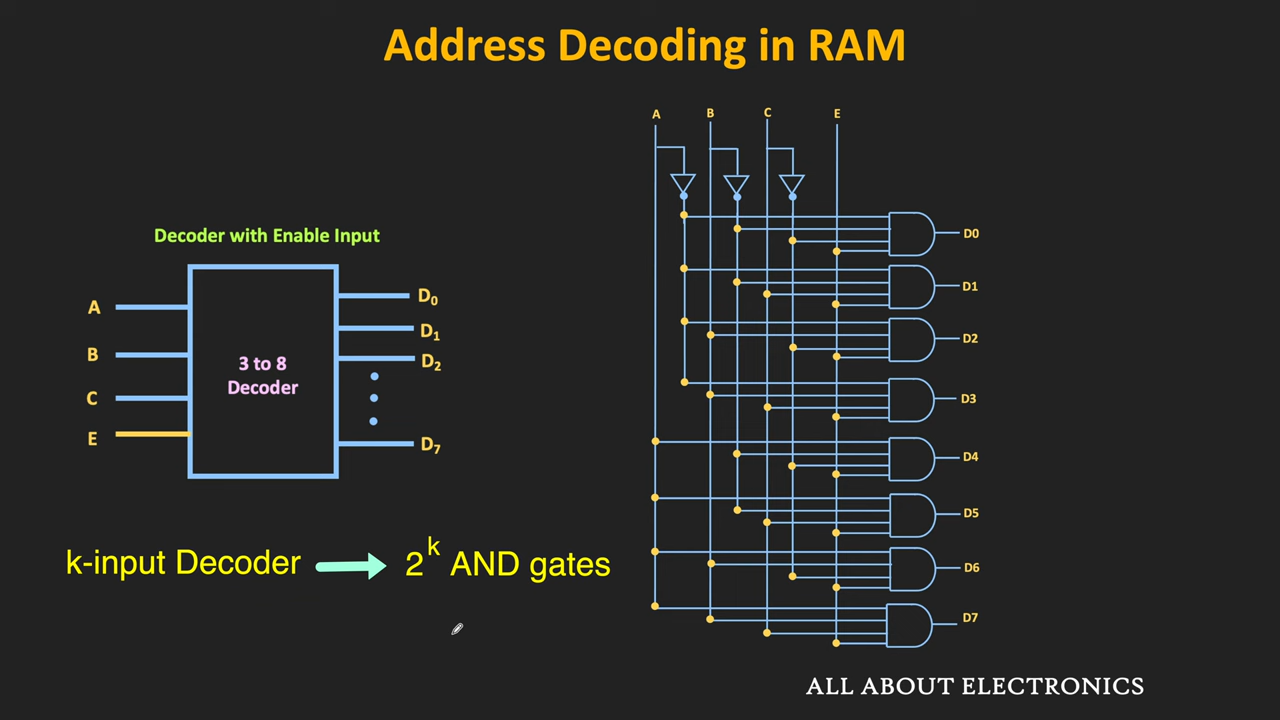 Address Decoding in RAM
Decoder with Enable Input
A
B
C
E
3 to 8
Decoder
D0
D1
D2
D7
k-input Decoder
2^k AND gates
A B C E
D0
D1
D2
D3
D4
D5
D6
D7
ALL ABOUT ELECTRONICS